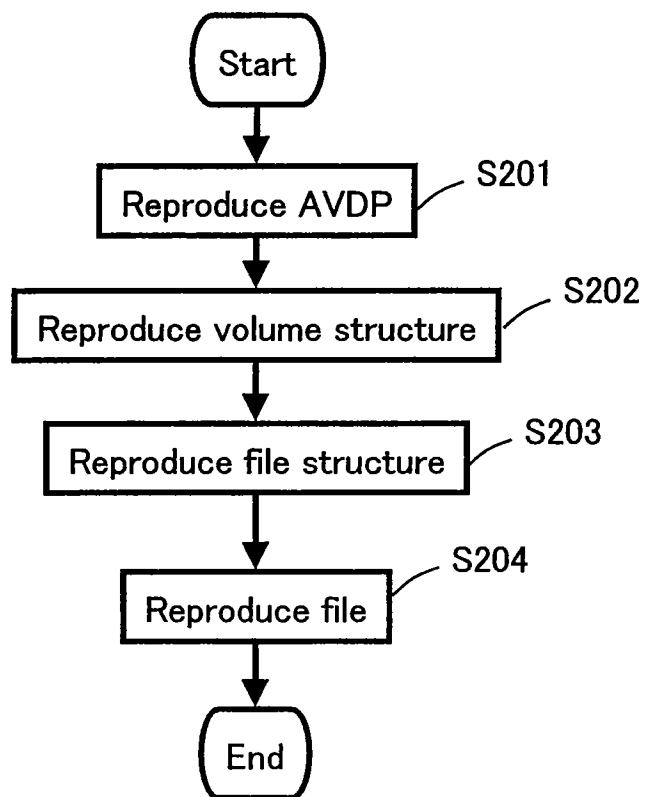 Start
Reproduce AVDP
S201
Reproduce volume structure
S202
Reproduce file structure
S203
Reproduce file
S204
End